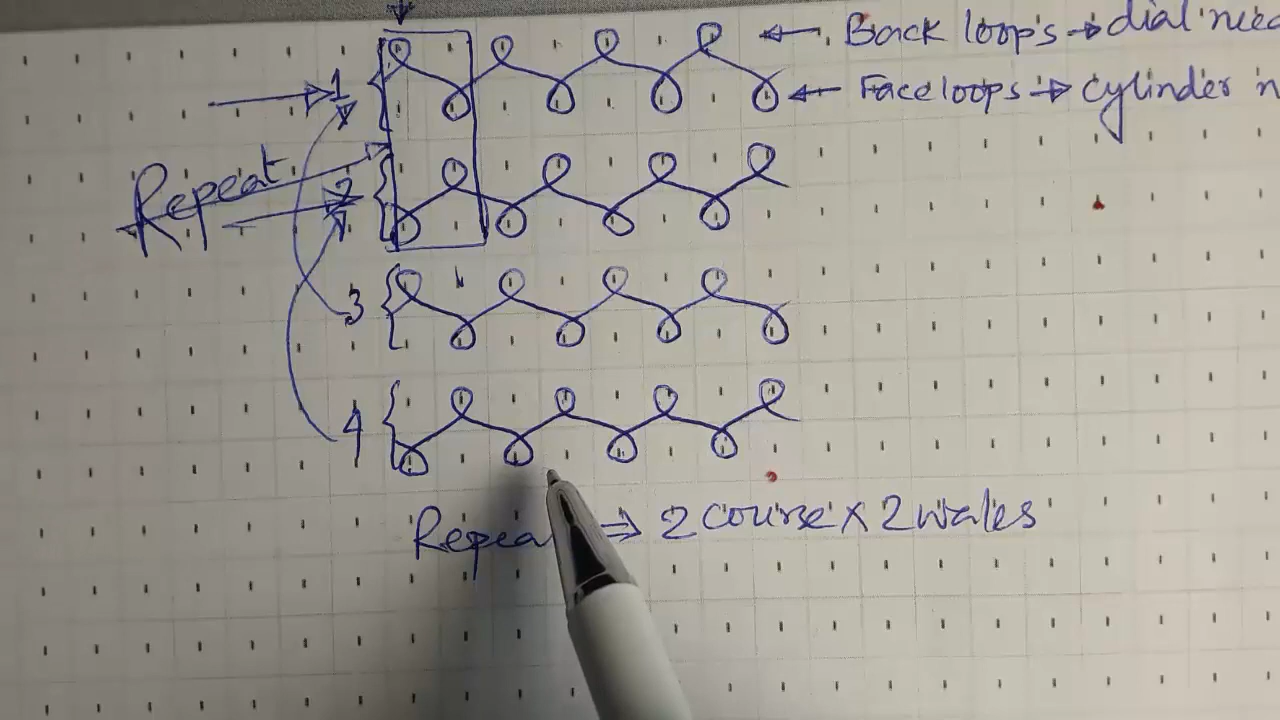 ← Back loops → dial
1 ← Face loops → cylinder
Repeat
2
3
4
Repeat ⇒ 2 course × 2 wales